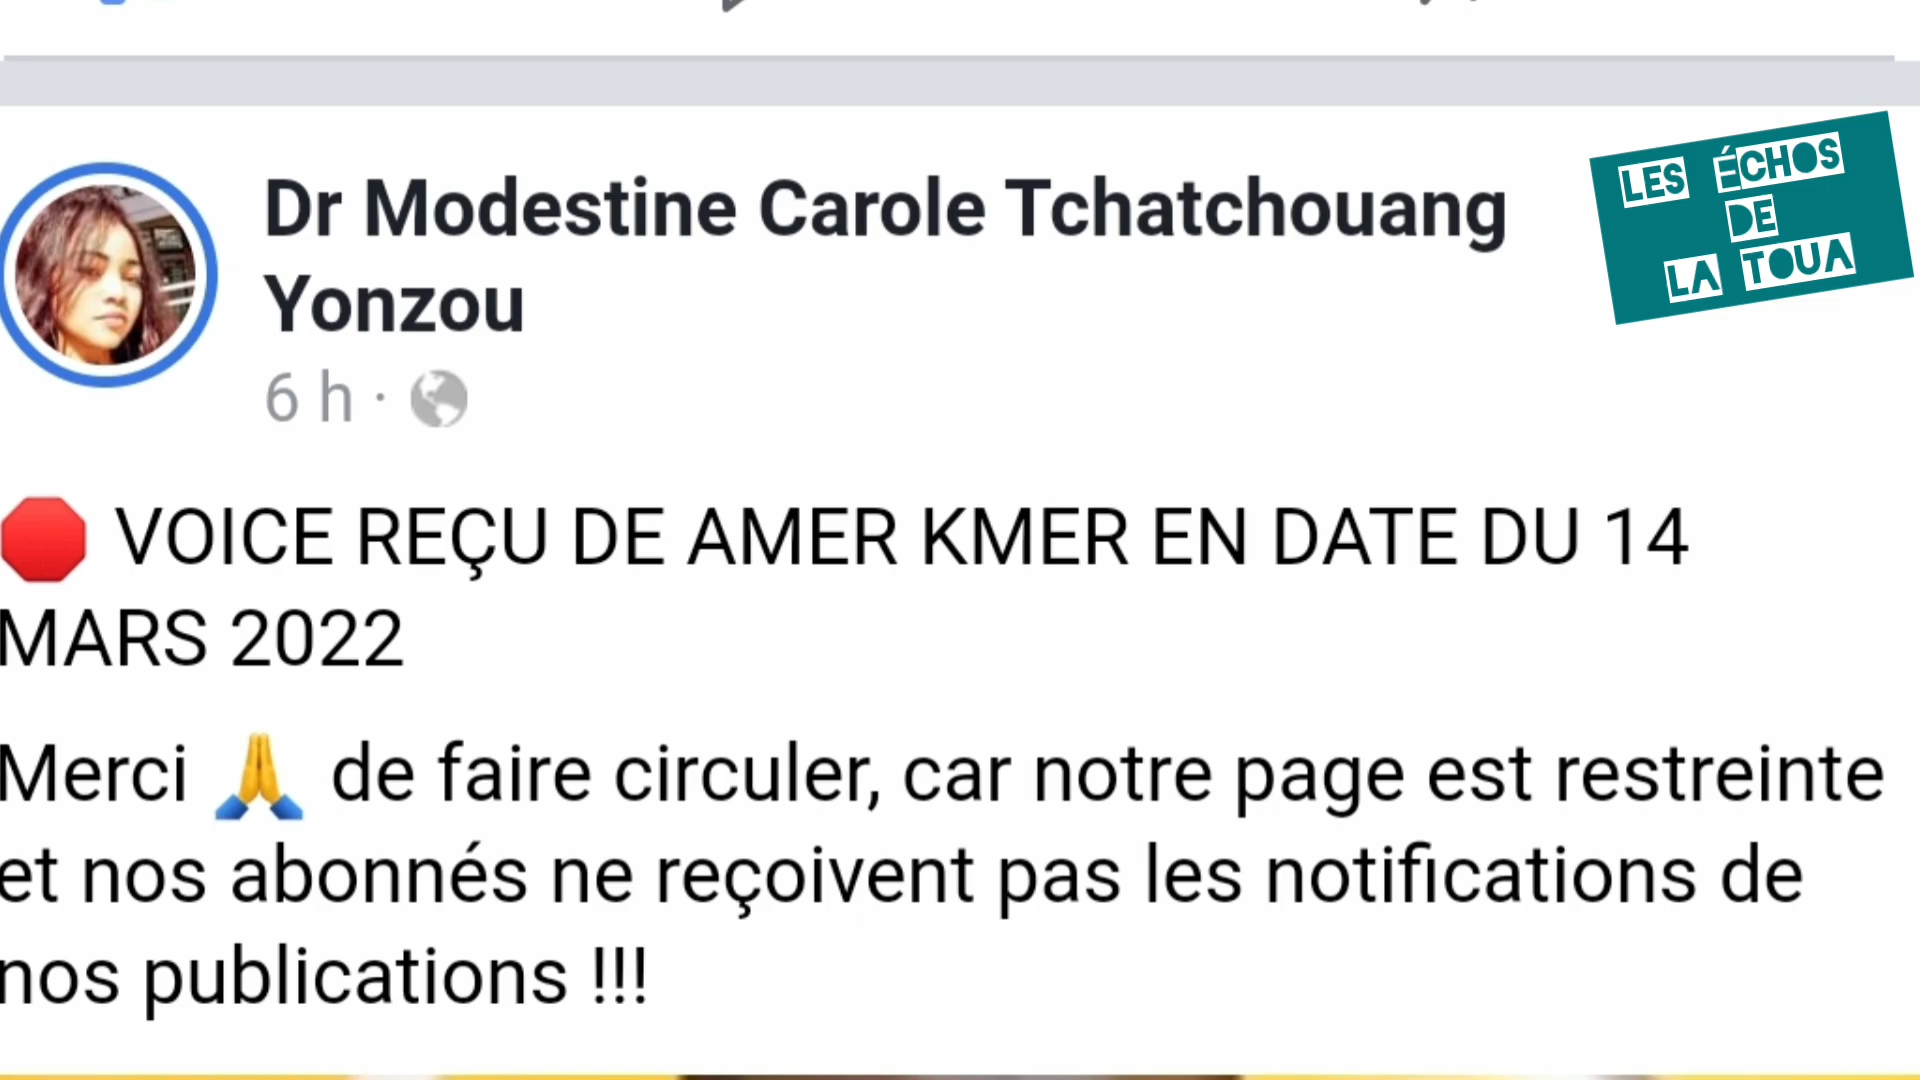 Dr Modestine Carole Tchatchouang
Yonzou
6 h ·
LES ÉCHOS
DE
LA TOUA
🛑 VOICE REÇU DE AMER KMER EN DATE DU 14
MARS 2022
Merci 🙏 de faire circuler, car notre page est restreinte
et nos abonnés ne reçoivent pas les notifications de
nos publications !!!